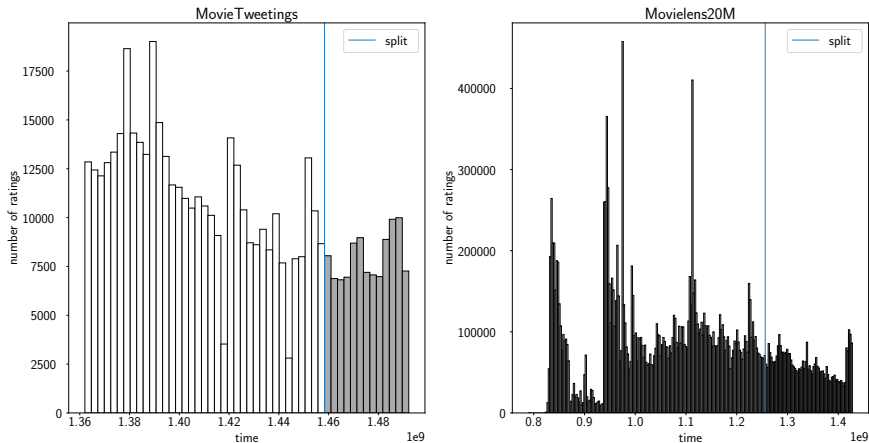 MovieTweetings
split
number of ratings
17500
15000
12500
10000
7500
5000
2500
0
1.36 1.38 1.40 1.42 1.44 1.46 1.48
time
1e9
Movielens20M
split
number of ratings
400000
300000
200000
100000
0
0.8 0.9 1.0 1.1 1.2 1.3 1.4
time
1e9